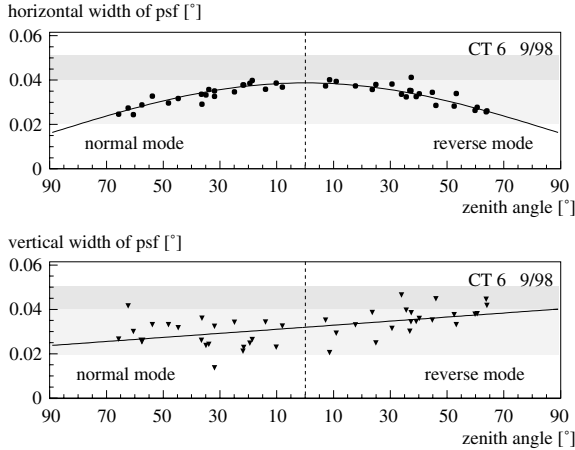 horizontal width of psf [°]
0.06
CT 6 9/98
0.04
0.02
normal mode
reverse mode
0
90 70 50 30 10 10 30 50 70 90
zenith angle [°]
vertical width of psf [°]
0.06
CT 6 9/98
0.04
0.02
normal mode
reverse mode
0
90 70 50 30 10 10 30 50 70 90
zenith angle [°]